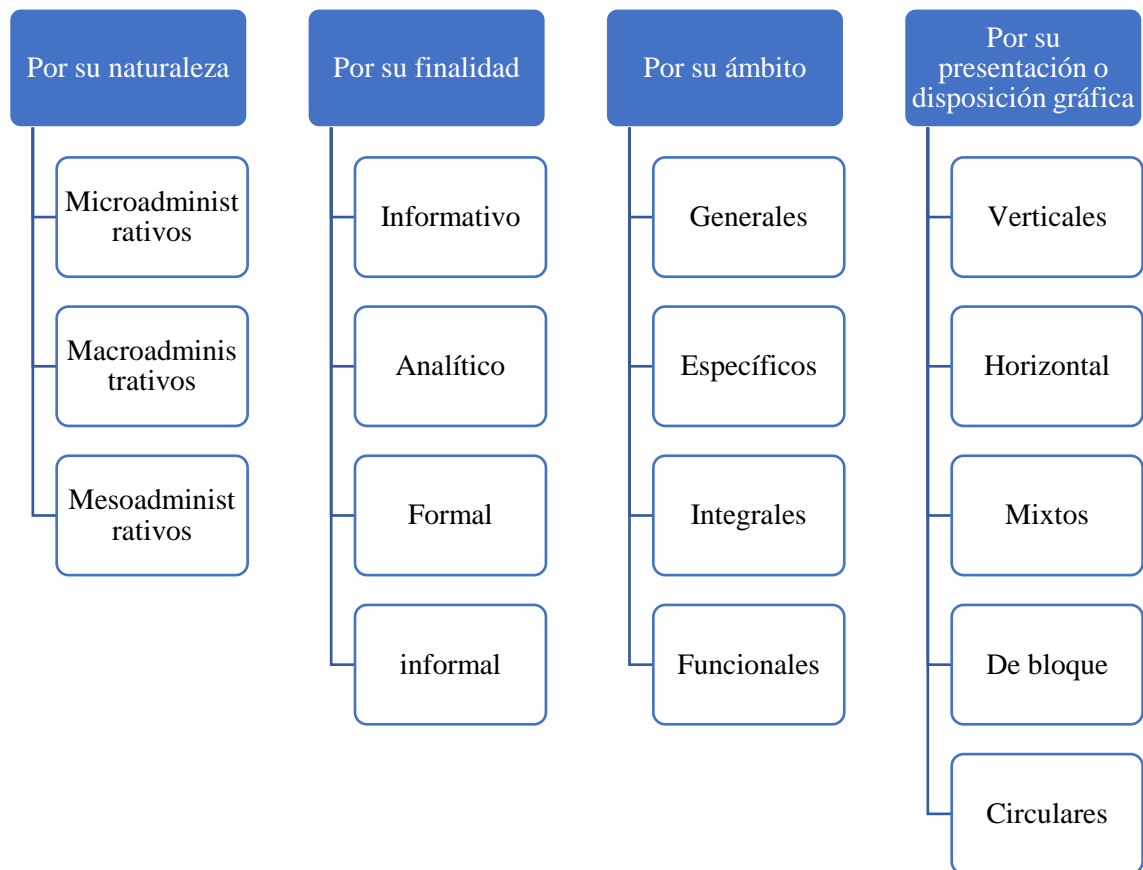 Por su naturaleza
Microadminist
rativos
Macroadminis
trativos
Mesoadminist
rativos
Por su finalidad
Informativo
Analítico
Formal
informal
Por su ámbito
Generales
Específicos
Integrales
Funcionales
Por su
presentación o
disposición gráfica
Verticales
Horizontal
Mixtos
De bloque
Circulares